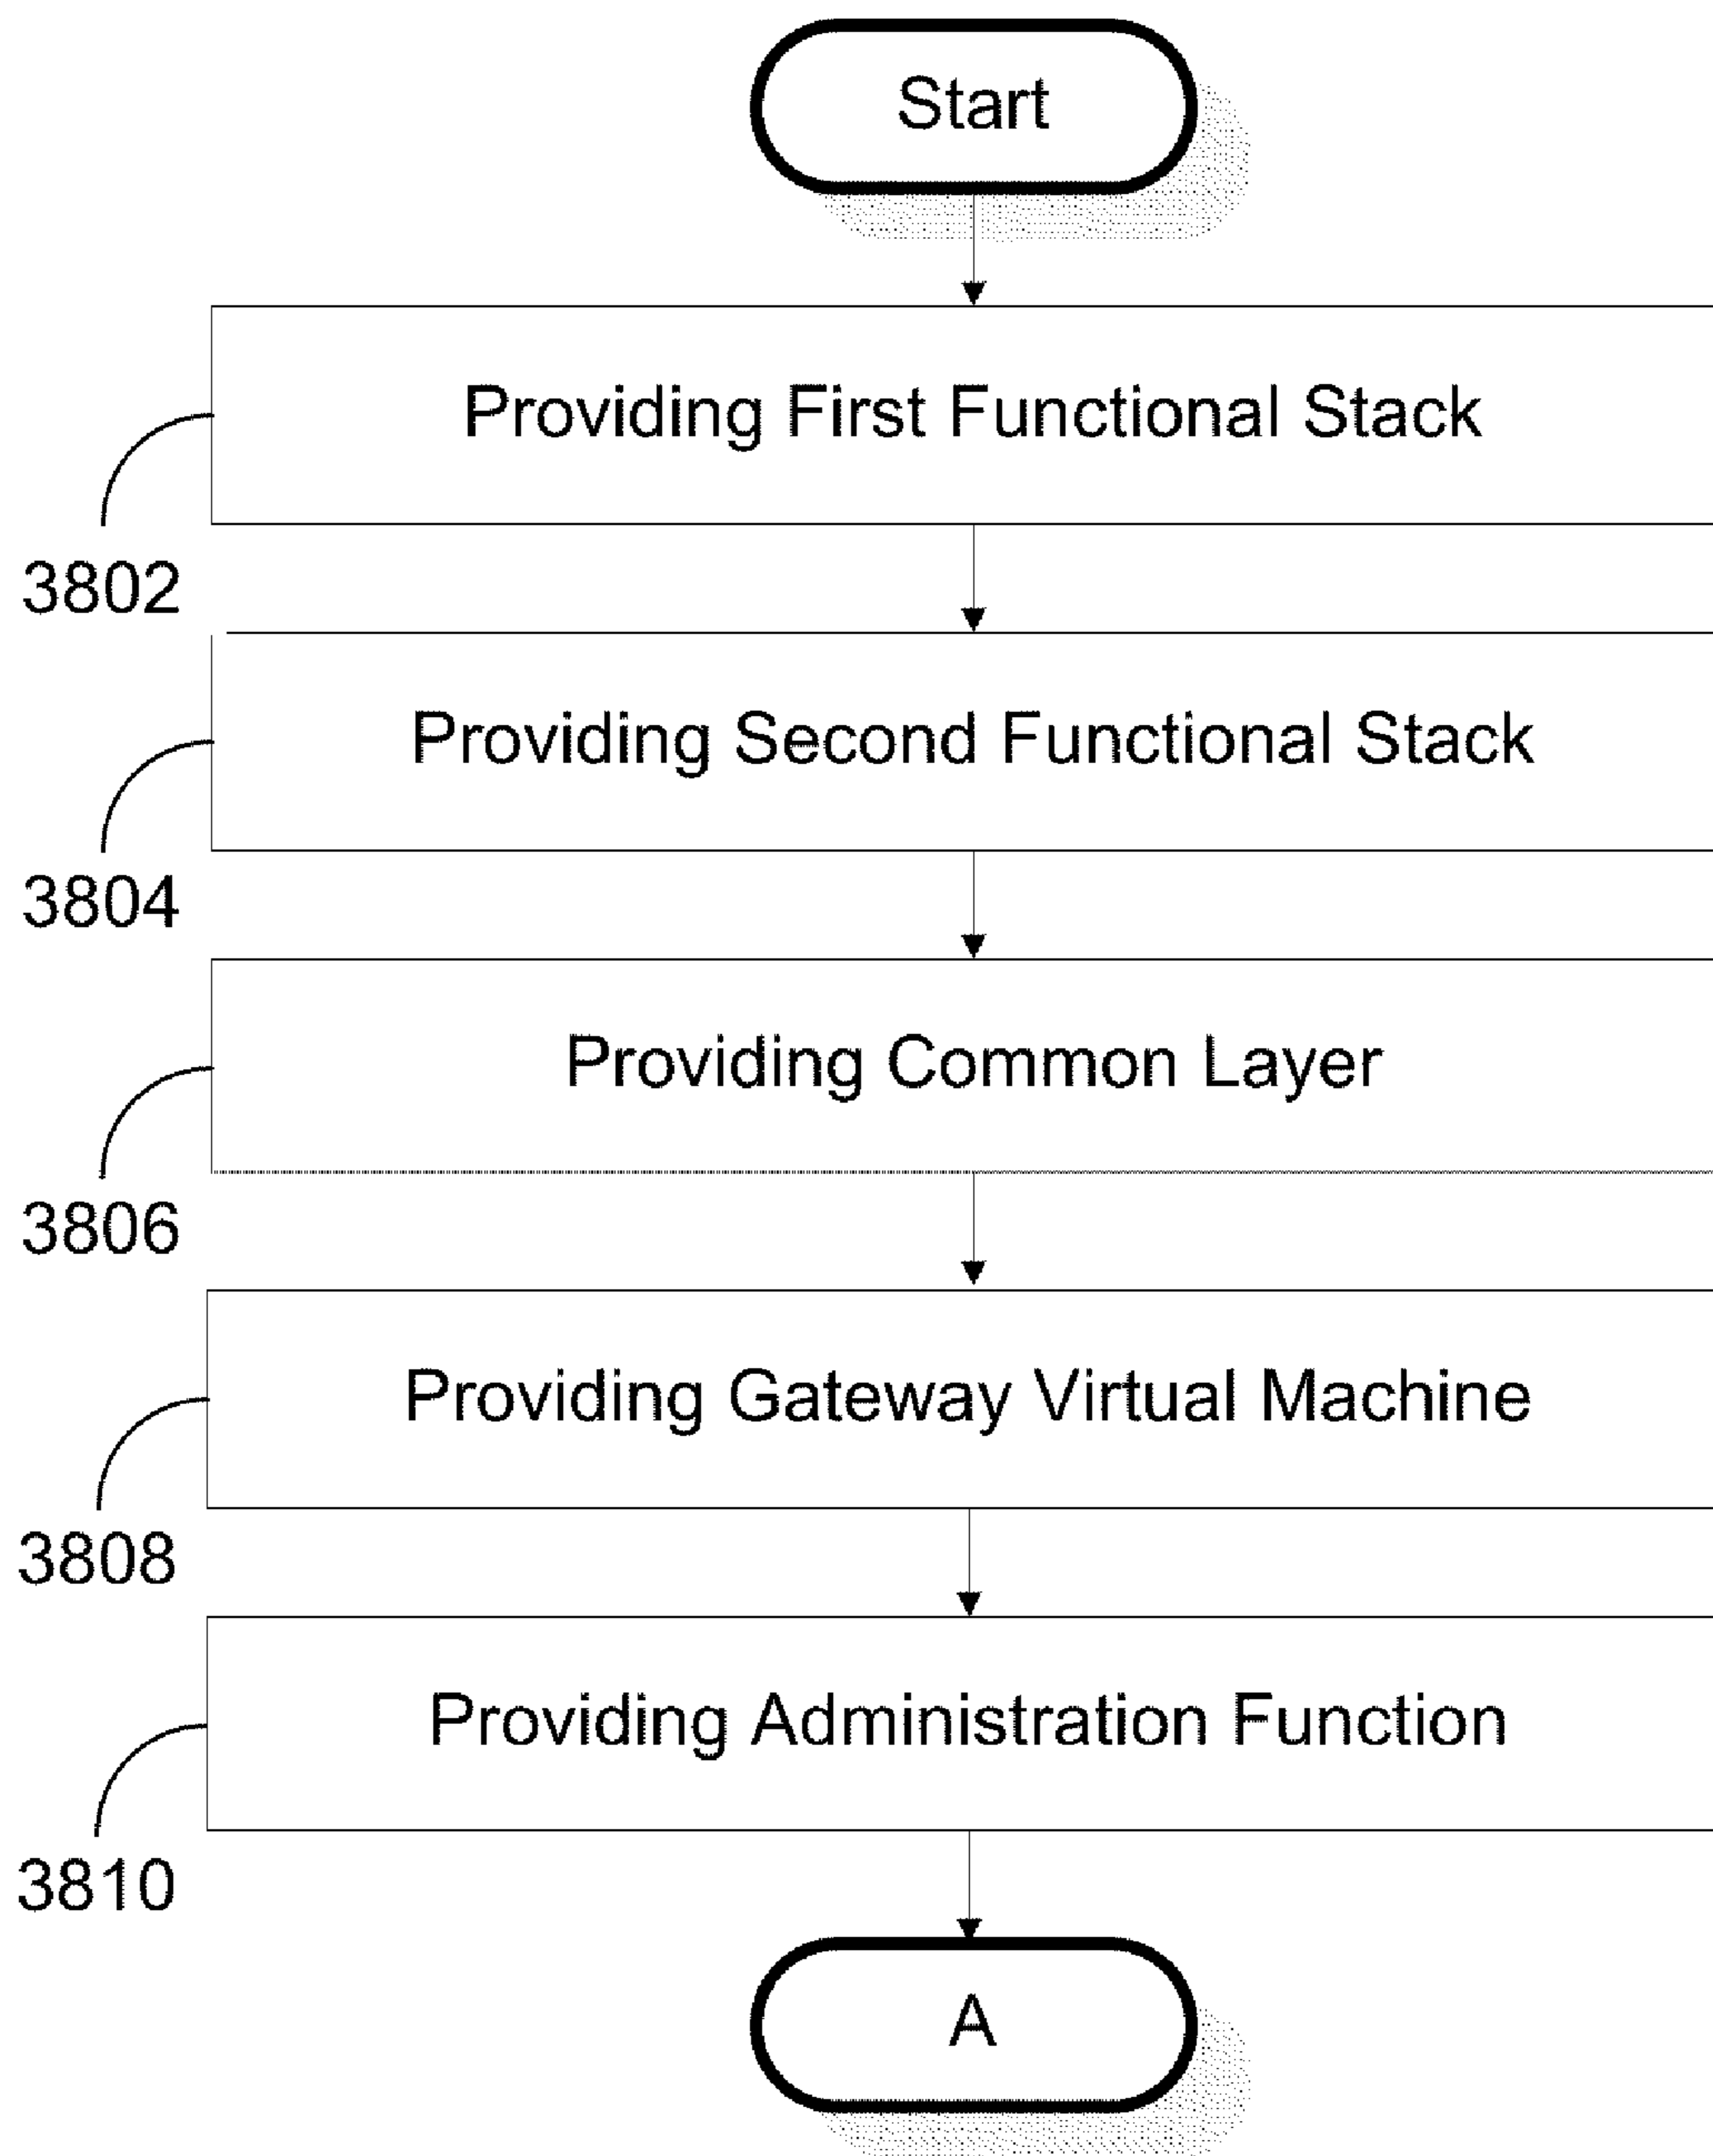 Start
Providing First Functional Stack
3802
Providing Second Functional Stack
3804
Providing Common Layer
3806
Providing Gateway Virtual Machine
3808
Providing Administration Function
3810
A